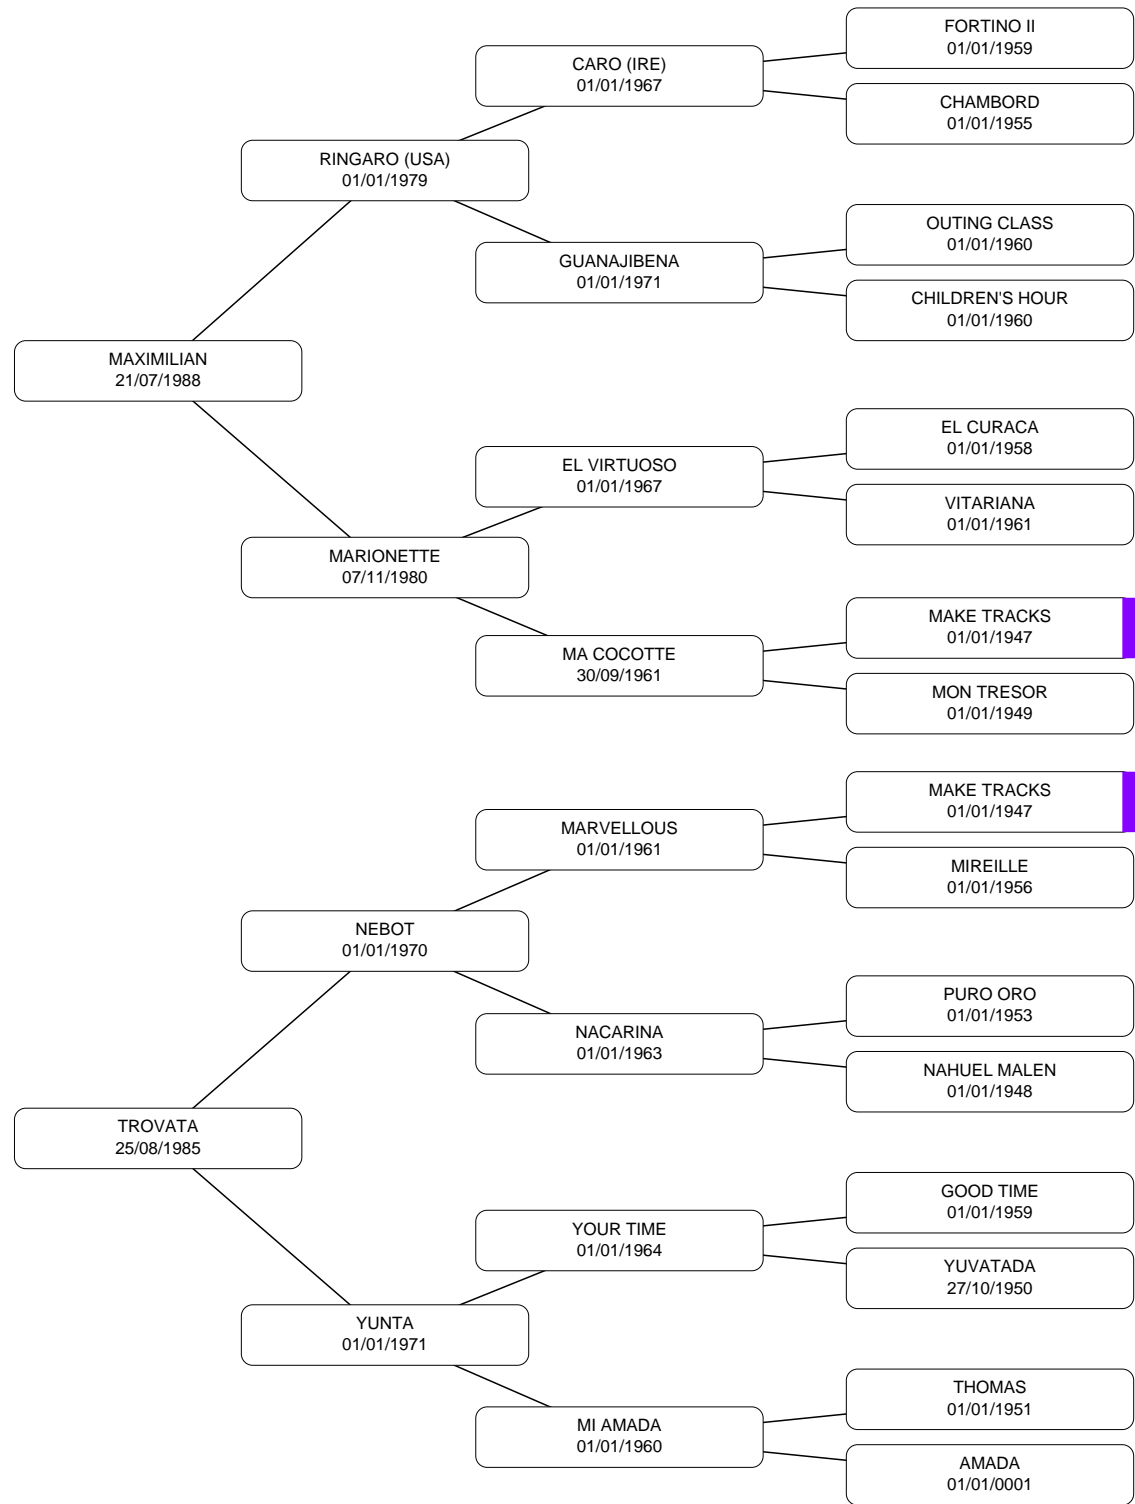 FORTINO II
01/01/1959
CARO (IRE)
01/01/1967
CHAMBORD
01/01/1955
RINGARO (USA)
01/01/1979
OUTING CLASS
01/01/1960
GUANAJIBENA
01/01/1971
CHILDREN'S HOUR
01/01/1960
MAXIMILIAN
21/07/1988
EL CURACA
01/01/1958
EL VIRTUOSO
01/01/1967
VITARIANA
01/01/1961
MARIONETTE
07/11/1980
MAKE TRACKS
01/01/1947
MA COCOTTE
30/09/1961
MON TRESOR
01/01/1949
MAKE TRACKS
01/01/1947
MARVELLOUS
01/01/1961
MIREILLE
01/01/1956
NEBOT
01/01/1970
PURO ORO
01/01/1953
NACARINA
01/01/1963
NAHUEL MALEN
01/01/1948
TROVATA
25/08/1985
GOOD TIME
01/01/1959
YOUR TIME
01/01/1964
YUVATADA
27/10/1950
YUNTA
01/01/1971
THOMAS
01/01/1951
MI AMADA
01/01/1960
AMADA
01/01/0001